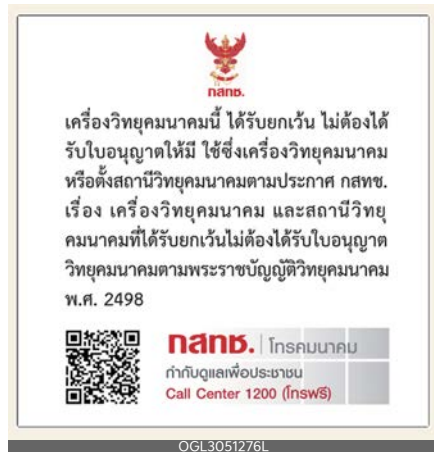 กสทช.
เครื่องวิทยุคมนาคมนี้ ได้รับยกเว้น ไม่ต้องได้
รับใบอนุญาตให้มี ใช้ซึ่งเครื่องวิทยุคมนาคม
หรือตั้งสถานีวิทยุคมนาคมตามประกาศ กสทช.
เรื่อง เครื่องวิทยุคมนาคม และสถานีวิทยุ
คมนาคมที่ได้รับยกเว้นไม่ต้องได้รับใบอนุญาต
วิทยุคมนาคมตามพระราชบัญญัติวิทยุคมนาคม
พ.ศ. 2498
กสทช. โทรคมนาคม
กำกับดูแลเพื่อประชาชน
Call Center 1200 (โทรฟรี)
OGL3051276L